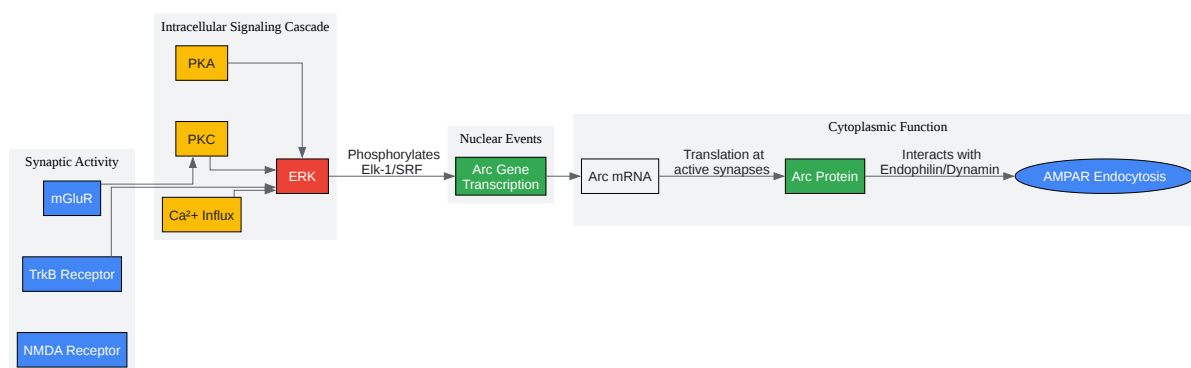 Synaptic Activity
mGluR
TrkB Receptor
NMDA Receptor
Intracellular Signaling Cascade
PKA
PKC
Ca²+ Influx
ERK
Phosphorylates
Elk-1/SRF
Nuclear Events
Arc Gene
Transcription
Cytoplasmic Function
Arc mRNA
Translation at
active synapses
Arc Protein
Interacts with
Endophilin/Dynamin
AMPAR Endocytosis